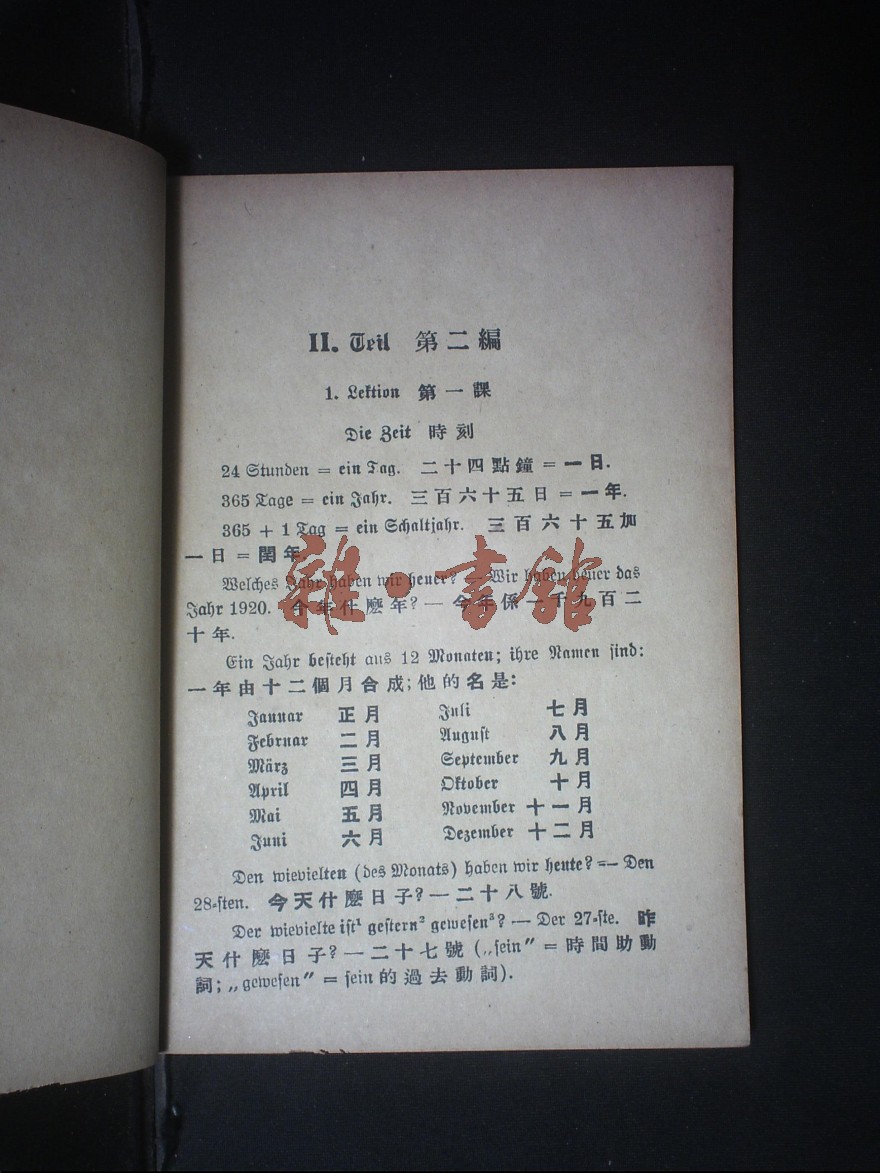 II. Teil 第二編
1. Lektion 第一課
Die Zeit 時刻
24 Stunden = ein Tag. 二十四點鐘＝一日.
365 Tage = ein Jahr. 三百六十五日＝一年.
365 + 1 Tag = ein Schaltjahr. 三百六十五加
一日＝閏年.
Welches Jahr haben wir heuer? — Wir haben heuer das
Jahr 1920. 今年什麼年? — 今年係一千九百二
十年.
Ein Jahr besteht aus 12 Monaten; ihre Namen sind:
一年由十二個月合成; 他的名是:
Januar 正月 Juli 七月
Februar 二月 August 八月
März 三月 September 九月
April 四月 Oktober 十月
Mai 五月 November 十一月
Juni 六月 Dezember 十二月
Den wievielten (des Monats) haben wir heute? =— Den
28=sten. 今天什麼日子? — 二十八號.
Der wievielte ist¹ gestern² gewesen³? — Der 27=ste. 昨
天什麼日子? — 二十七號 („sein” = 時間助動
詞; „gewesen” = sein 的過去動詞).
雜·書館